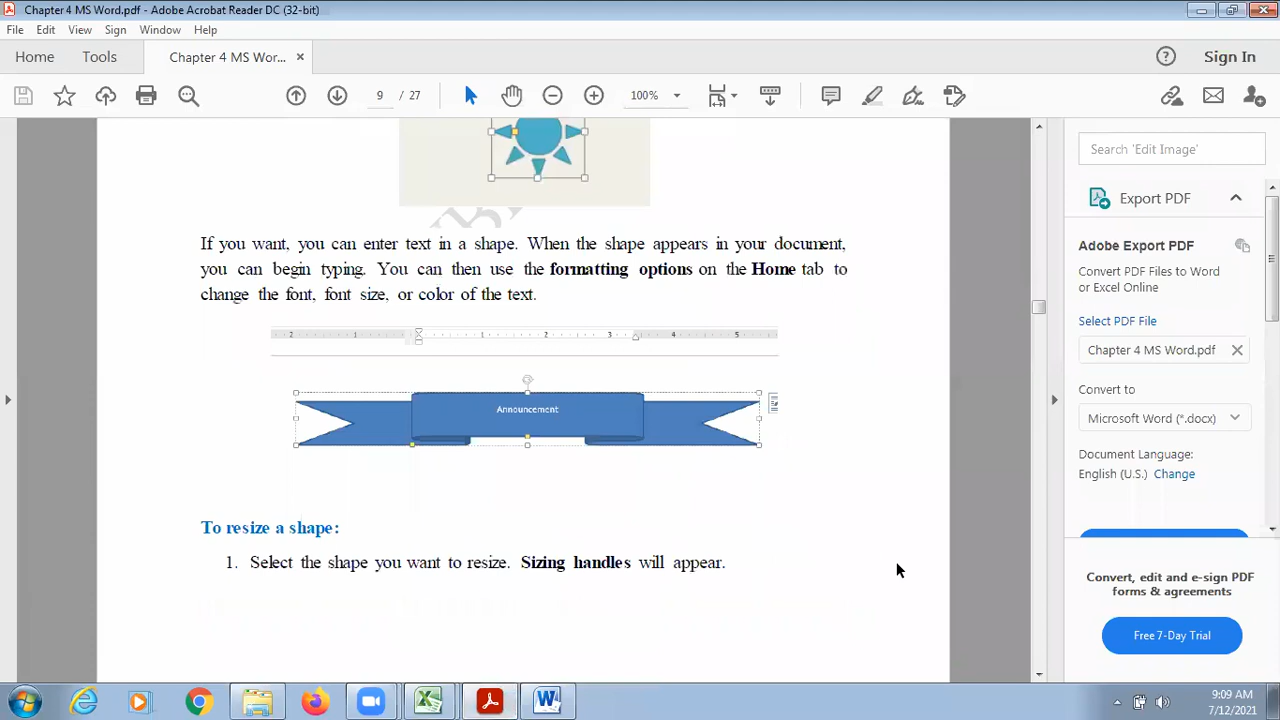 Chapter 4 MS Word.pdf - Adobe Acrobat Reader DC (32-bit)
File Edit View Sign Window Help
Home Tools Chapter 4 MS Wor... × Sign In
9 / 27 100%
Search 'Edit Image'
Export PDF
Adobe Export PDF
Convert PDF Files to Word
or Excel Online
Select PDF File
Chapter 4 MS Word.pdf
Convert to
Microsoft Word (*.docx)
Document Language:
English (U.S.) Change
Convert, edit and e-sign PDF
forms & agreements
Free 7-Day Trial
If you want, you can enter text in a shape. When the shape appears in your document,
you can begin typing. You can then use the formatting options on the Home tab to
change the font, font size, or color of the text.
2 1 1 2 3 4 5
Announcement
To resize a shape:
1. Select the shape you want to resize. Sizing handles will appear.
9:09 AM
7/12/2021